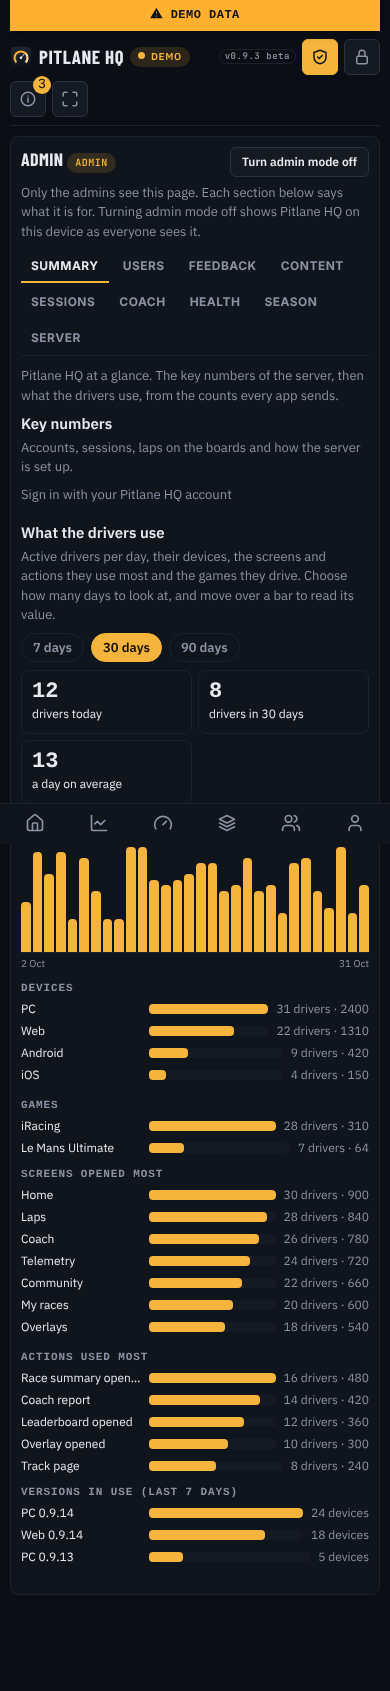 DEMO DATA
PITLANE HQ
DEMO
v0.9.3 beta
3
ADMIN
ADMIN
Turn admin mode off
Only the admins see this page. Each section below says
what it is for. Turning admin mode off shows Pitlane HQ on
this device as everyone sees it.
SUMMARY USERS FEEDBACK CONTENT
SESSIONS COACH HEALTH SEASON
SERVER
Pitlane HQ at a glance. The key numbers of the server, then
what the drivers use, from the counts every app sends.
Key numbers
Accounts, sessions, laps on the boards and how the server
is set up.
Sign in with your Pitlane HQ account
What the drivers use
Active drivers per day, their devices, the screens and
actions they use most and the games they drive. Choose
how many days to look at, and move over a bar to read its
value.
7 days 30 days 90 days
12
drivers today
8
drivers in 30 days
13
a day on average
2 Oct 31 Oct
DEVICES
PC 31 drivers · 2400
Web 22 drivers · 1310
Android 9 drivers · 420
iOS 4 drivers · 150
GAMES
iRacing 28 drivers · 310
Le Mans Ultimate 7 drivers · 64
SCREENS OPENED MOST
Home 30 drivers · 900
Laps 28 drivers · 840
Coach 26 drivers · 780
Telemetry 24 drivers · 720
Community 22 drivers · 660
My races 20 drivers · 600
Overlays 18 drivers · 540
ACTIONS USED MOST
Race summary open... 16 drivers · 480
Coach report 14 drivers · 420
Leaderboard opened 12 drivers · 360
Overlay opened 10 drivers · 300
Track page 8 drivers · 240
VERSIONS IN USE (LAST 7 DAYS)
PC 0.9.14 24 devices
Web 0.9.14 18 devices
PC 0.9.13 5 devices